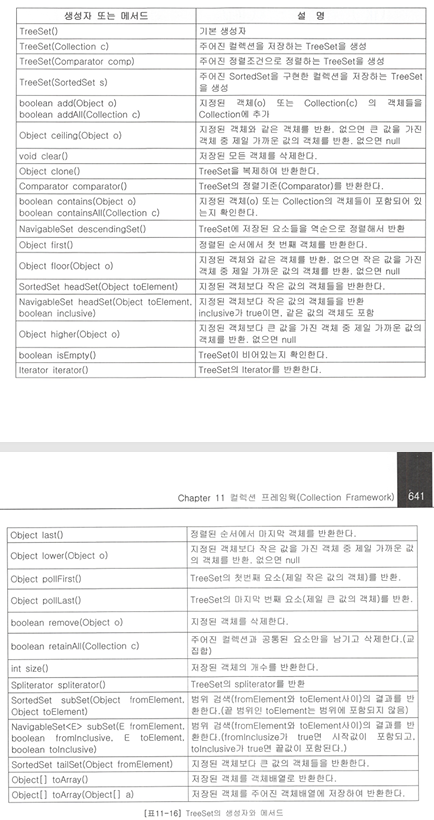 생성자 또는 메서드 설 명
TreeSet() 기본 생성자
TreeSet(Collection c) 주어진 컬렉션을 저장하는 TreeSet을 생성
TreeSet(Comparator comp) 주어진 정렬조건으로 정렬하는 TreeSet을 생성
TreeSet(SortedSet s) 주어진 SortedSet을 구현한 컬렉션을 저장하는 TreeSet
을 생성
boolean add(Object o) 지정된 객체(o) 또는 Collection(c) 의 객체들을
boolean addAll(Collection c) Collection에 추가
Object ceiling(Object o) 지정된 객체와 같은 객체를 반환. 없으면 큰 값을 가진
객체 중 제일 가까운 값의 객체를 반환. 없으면 null
void clear() 저장된 모든 객체를 삭제한다.
Object clone() TreeSet을 복제하여 반환한다.
Comparator comparator() TreeSet의 정렬기준(Comparator)를 반환한다.
boolean contains(Object o) 지정된 객체(o) 또는 Collection의 객체들이 포함되어 있
boolean containsAll(Collection c) 는지 확인한다.
NavigableSet descendingSet() TreeSet에 저장된 요소들을 역순으로 정렬해서 반환
Object first() 정렬된 순서에서 첫 번째 객체를 반환한다.
Object floor(Object o) 지정된 객체와 같은 객체를 반환. 없으면 작은 값을 가진
객체 중 제일 가까운 값의 객체를 반환. 없으면 null
SortedSet headSet(Object toElement) 지정된 객체보다 작은 값의 객체들을 반환한다.
NavigableSet headSet(Object toElement, 지정된 객체보다 작은 값의 객체들을 반환
boolean inclusive) inclusive가 true이면, 같은 값의 객체도 포함
Object higher(Object o) 지정된 객체보다 큰 값을 가진 객체 중 제일 가까운 값의
객체를 반환. 없으면 null
boolean isEmpty() TreeSet이 비어있는지 확인한다.
Iterator iterator() TreeSet의 Iterator를 반환한다.
Chapter 11 컬렉션 프레임웍(Collection Framework) 641
Object last() 정렬된 순서에서 마지막 객체를 반환한다.
Object lower(Object o) 지정된 객체보다 작은 값을 가진 객체 중 제일 가까운 값
의 객체를 반환. 없으면 null
Object pollFirst() TreeSet의 첫번째 요소(제일 작은 값의 객체)를 반환.
Object pollLast() TreeSet의 마지막 번째 요소(제일 큰 값의 객체)를 반환.
boolean remove(Object o) 지정된 객체를 삭제한다.
boolean retainAll(Collection c) 주어진 컬렉션과 공통된 요소만을 남기고 삭제한다.(교
집합)
int size() 저장된 객체의 개수를 반환한다.
Spliterator spliterator() TreeSet의 spliterator를 반환
SortedSet subSet(Object fromElement, 범위 검색(fromElement와 toElement사이)의 결과를 반
Object toElement) 환한다.(끝 범위인 toElement는 범위에 포함되지 않음)
NavigableSet<E> subSet(E fromElement, 범위 검색(fromElement와 toElement사이)의 결과를 반
boolean fromInclusive, E toElement, 환한다.(fromInclusize가 true면 시작값이 포함되고,
boolean toInclusive) toInclusive가 true면 끝값이 포함된다.)
SortedSet tailSet(Object fromElement) 지정된 객체보다 큰 값의 객체들을 반환한다.
Object[] toArray() 저장된 객체를 객체배열로 반환한다.
Object[] toArray(Object[] a) 저장된 객체를 주어진 객체배열에 저장하여 반환한다.
[표11-16] TreeSet의 생성자와 메서드